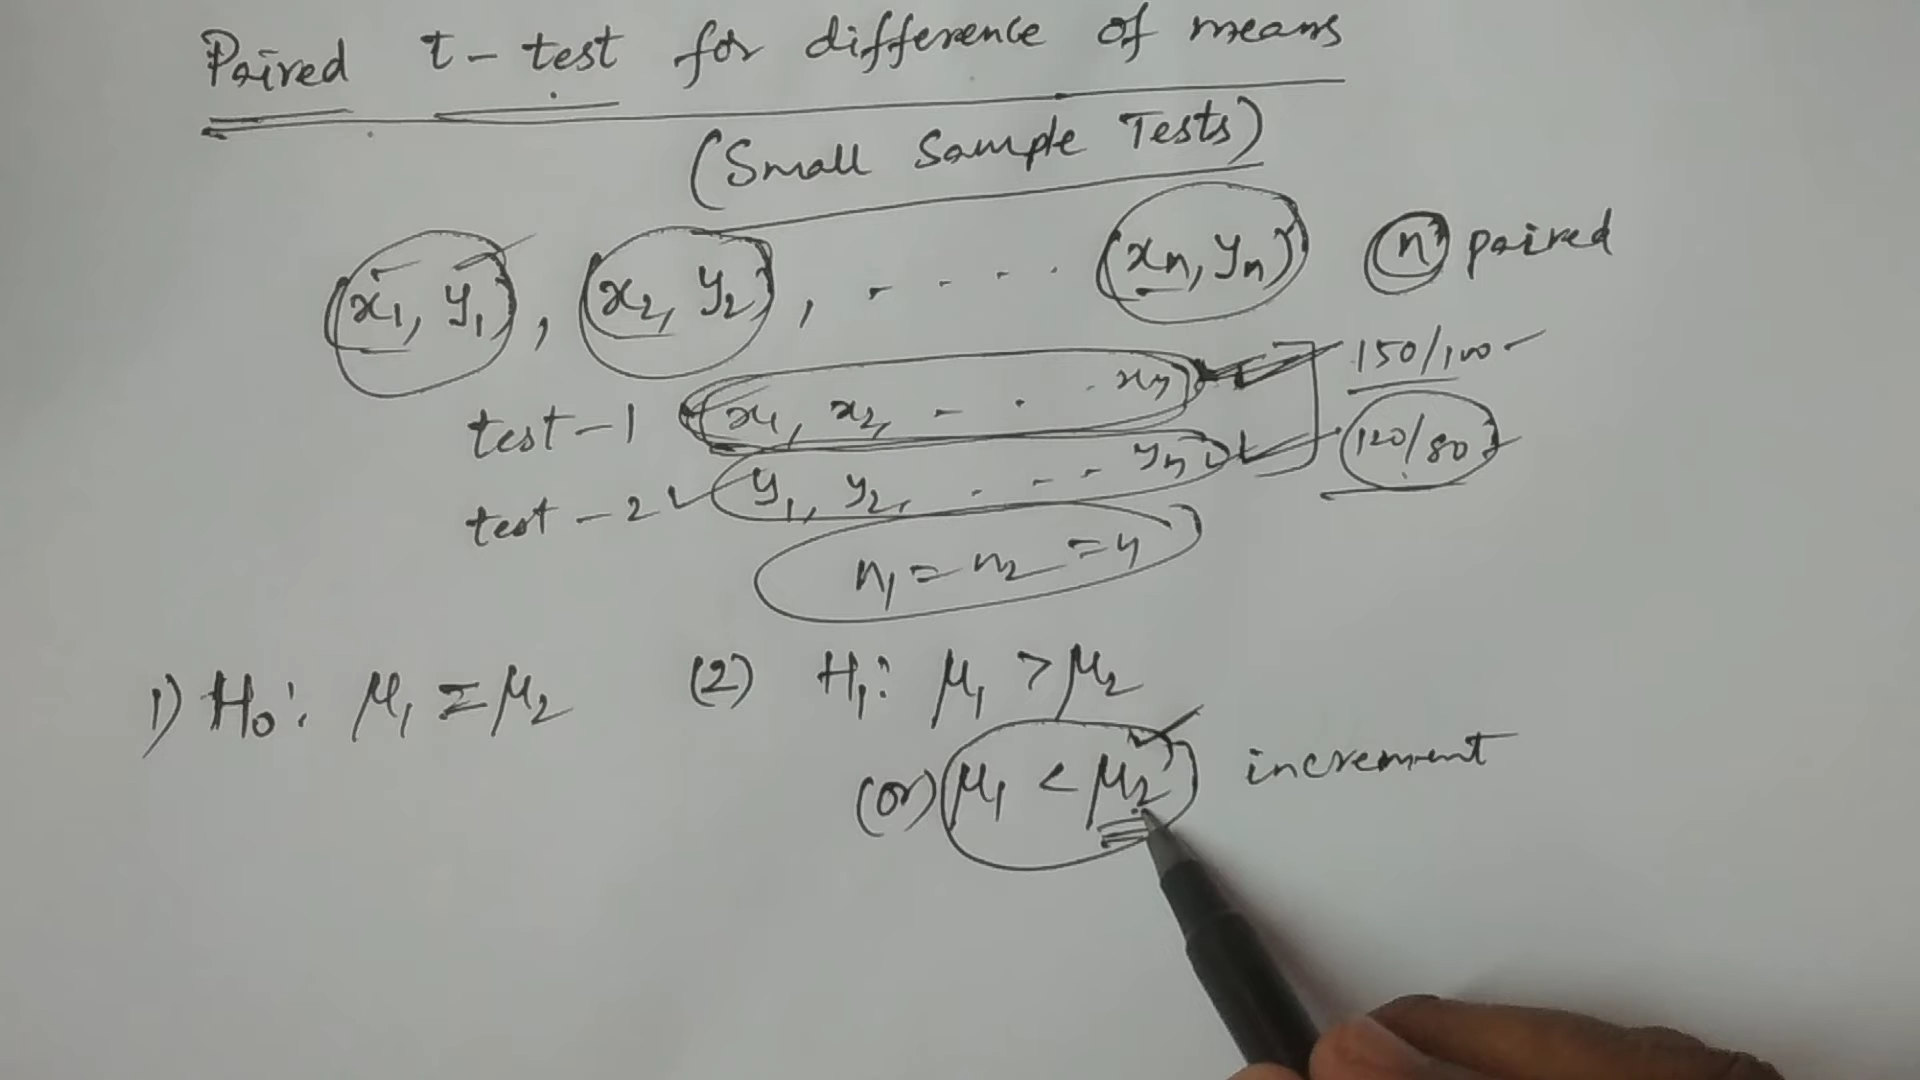 Paired t-test for difference of means
(Small Sample Tests)
(x₁, y₁), (x₂, y₂), . . . . (xₙ, yₙ) n paired
test-1 x₁, x₂, - . . xₙ 150/100
test-2 y₁, y₂, . . - . yₙ 120/80
n₁ = n₂ = n
1) H₀: μ₁ = μ₂ (2) H₁: μ₁ > μ₂
(or) μ₁ < μ₂ increment